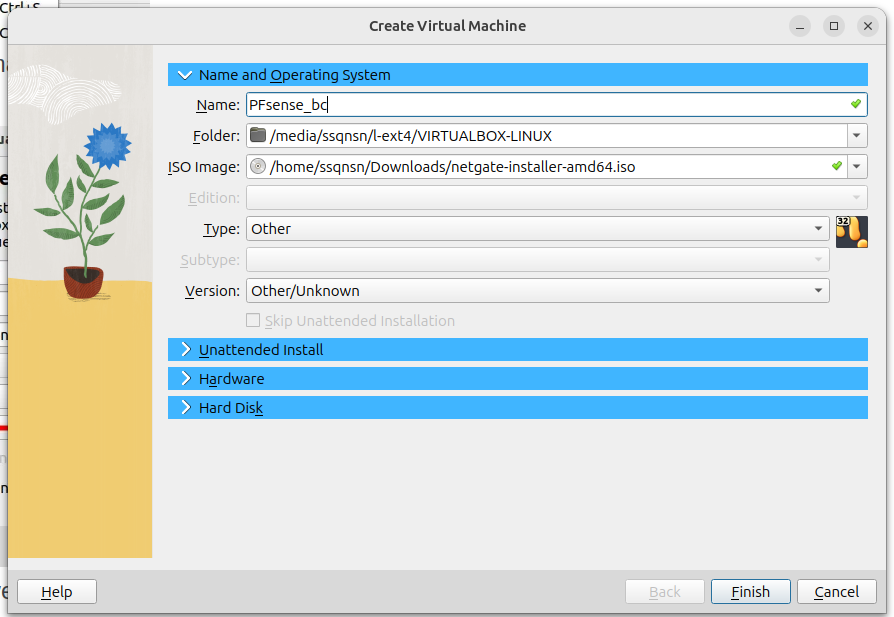 Ctrl+S
Create Virtual Machine
Name and Operating System
Name: PFsense_bc
Folder: /media/ssqnsn/l-ext4/VIRTUALBOX-LINUX
ISO Image: /home/ssqnsn/Downloads/netgate-installer-amd64.iso
Edition:
Type: Other
32
Subtype:
Version: Other/Unknown
Skip Unattended Installation
Unattended Install
Hardware
Hard Disk
Help
Back
Finish
Cancel